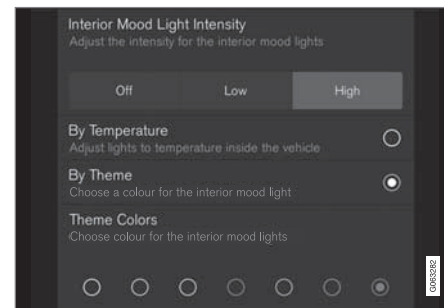 Interior Mood Light Intensity
Adjust the intensity for the interior mood lights
Off Low High
By Temperature
Adjust lights to temperature inside the vehicle
By Theme
Choose a colour for the interior mood light
Theme Colors
Choose colour for the interior mood lights
G063282